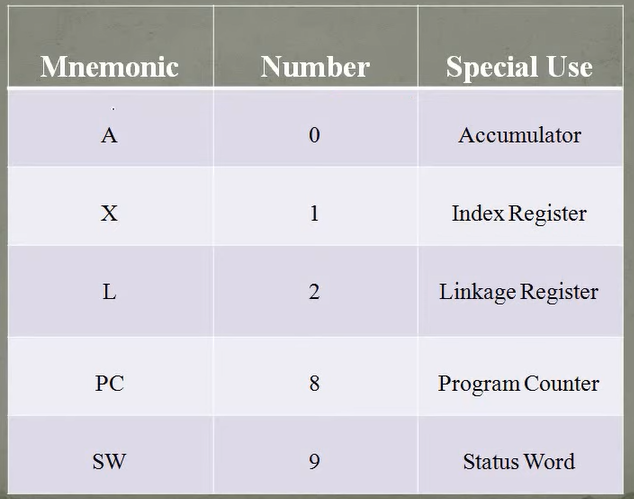 Mnemonic Number Special Use
A 0 Accumulator
X 1 Index Register
L 2 Linkage Register
PC 8 Program Counter
SW 9 Status Word